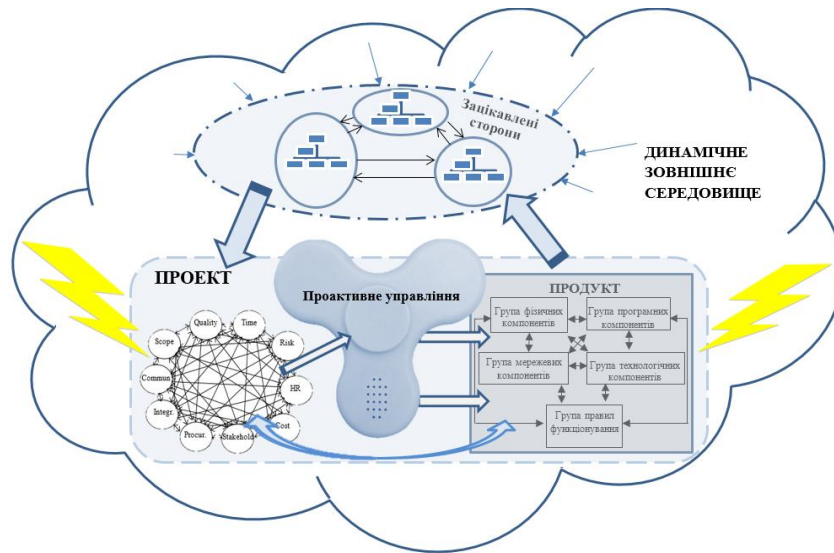 Зацікавлені
сторони
ДИНАМІЧНЕ
ЗОВНІШНЄ
СЕРЕДОВИЩЕ
ПРОЕКТ
Проактивне управління
ПРОДУКТ
Quality
Time
Scope
Risk
Commun.
HR
Integr.
Cost
Procur.
Stakehold
Група фізичних
компонентів
Група програмних
компонентів
Група мережевих
компонентів
Група технологічних
компонентів
Група правил
функціонування